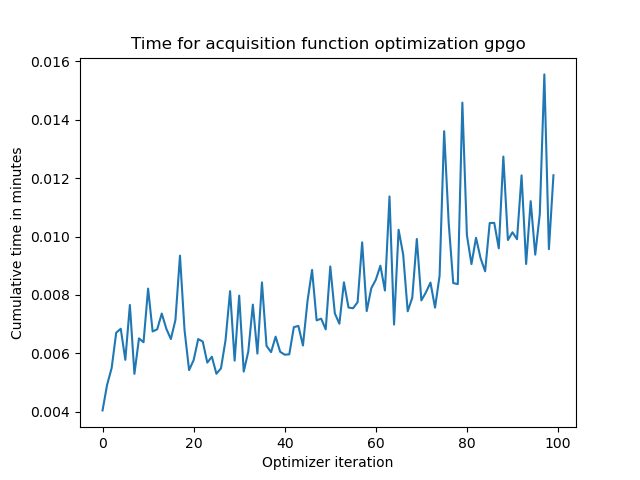 Time for acquisition function optimization gpgo
0.016
0.014
0.012
0.010
0.008
0.006
0.004
Cumulative time in minutes
0 20 40 60 80 100
Optimizer iteration